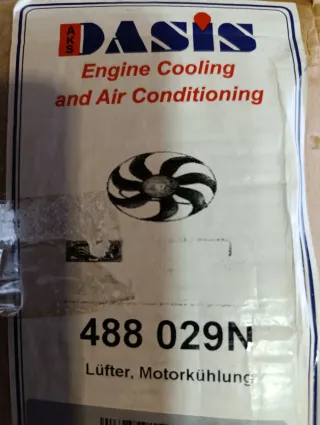 AKS
DASIS
Engine Cooling
and Air Conditioning
488 029N
Lüfter, Motorkühlung